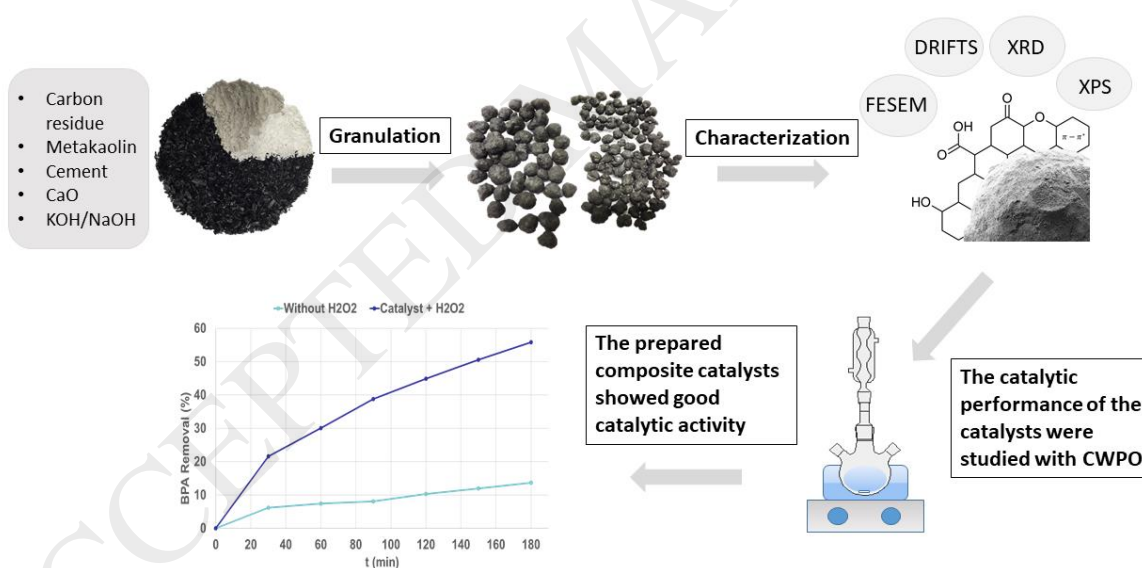 CCEPTEDMA
• Carbon
residue
• Metakaolin
• Cement
• CaO
• KOH/NaOH
Granulation
Characterization
DRIFTS
XRD
FESEM
XPS
O
OH
O
O
HO
π – π*
Without H2O2
Catalyst + H2O2
BPA Removal (%)
60
50
40
30
20
10
0
0 20 40 60 80 100 120 140 160 180
t (min)
The prepared
composite catalysts
showed good
catalytic activity
The catalytic
performance of the
catalysts were
studied with CWPO